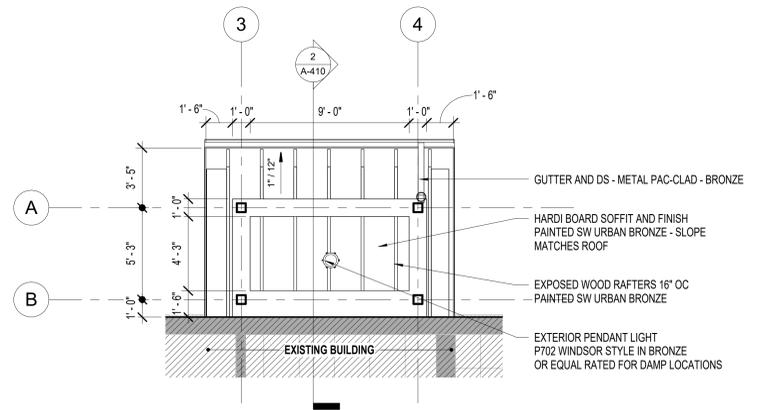 3
4
2
A-410
1' - 6"
1' - 0"
9' - 0"
1' - 0"
1' - 6"
3' - 5"
1" / 12"
GUTTER AND DS - METAL PAC-CLAD - BRONZE
A
1' - 0"
HARDI BOARD SOFFIT AND FINISH
PAINTED SW URBAN BRONZE - SLOPE
MATCHES ROOF
5' - 3"
4' - 3"
EXPOSED WOOD RAFTERS 16" OC
PAINTED SW URBAN BRONZE
B
1' - 0"
1' - 6"
EXTERIOR PENDANT LIGHT
P702 WINDSOR STYLE IN BRONZE
OR EQUAL RATED FOR DAMP LOCATIONS
EXISTING BUILDING